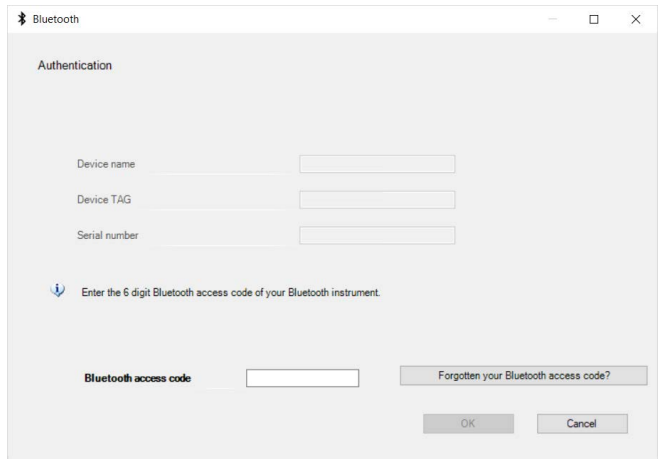 Bluetooth
Authentication
Device name
Device TAG
Serial number
Enter the 6 digit Bluetooth access code of your Bluetooth instrument.
Bluetooth access code
Forgotten your Bluetooth access code?
OK
Cancel